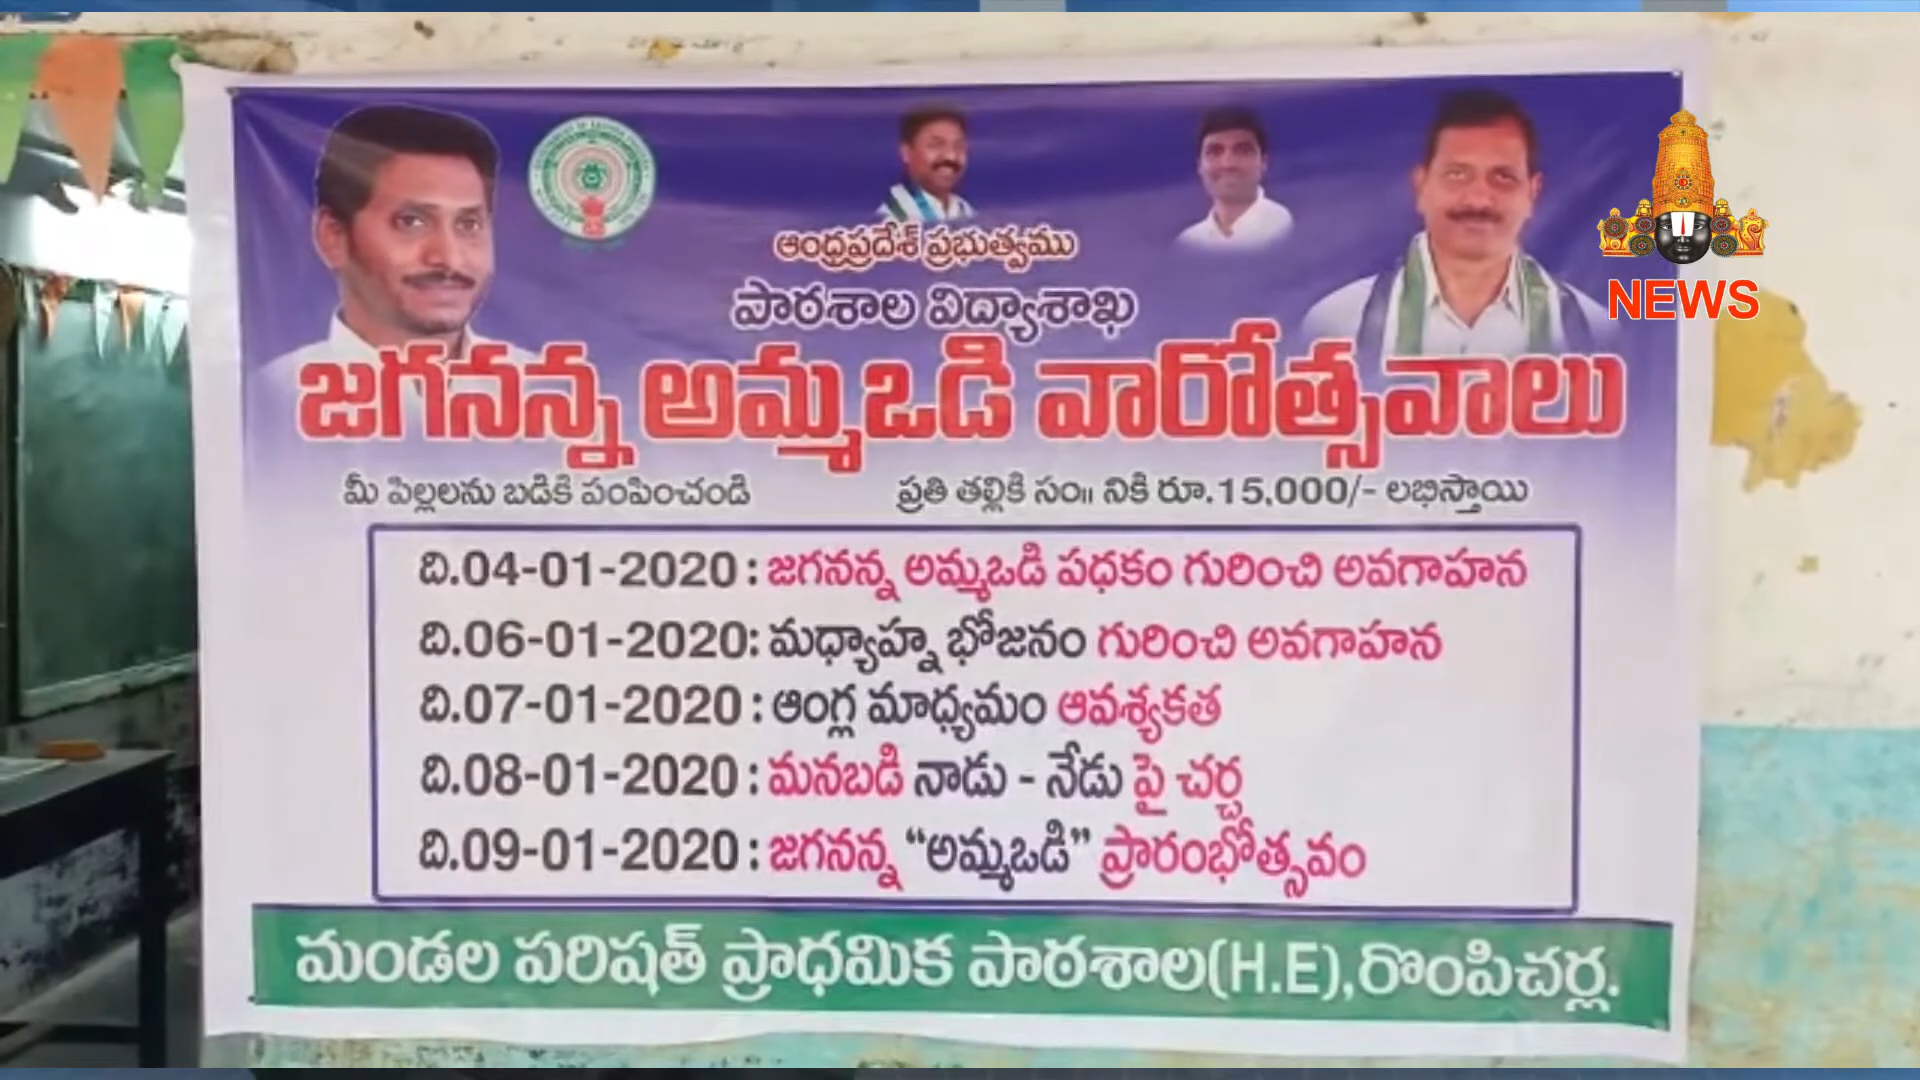 ఆంధ్రప్రదేశ్ ప్రభుత్వము
పాఠశాల విద్యాశాఖ
జగనన్న అమ్మఒడి వారోత్సవాలు
మీ పిల్లలను బడికి పంపించండి ప్రతి తల్లికి సం॥ నికి రూ.15,000/- లభిస్తాయి
ది.04-01-2020 : జగనన్న అమ్మఒడి పధకం గురించి అవగాహన
ది.06-01-2020: మధ్యాహ్న భోజనం గురించి అవగాహన
ది.07-01-2020 : ఆంగ్ల మాధ్యమం ఆవశ్యకత
ది.08-01-2020 : మనబడి నాడు - నేడు పై చర్చ
ది.09-01-2020 : జగనన్న “అమ్మఒడి” ప్రారంభోత్సవం
మండల పరిషత్ ప్రాధమిక పాఠశాల(H.E),రొంపిచర్ల.
NEWS